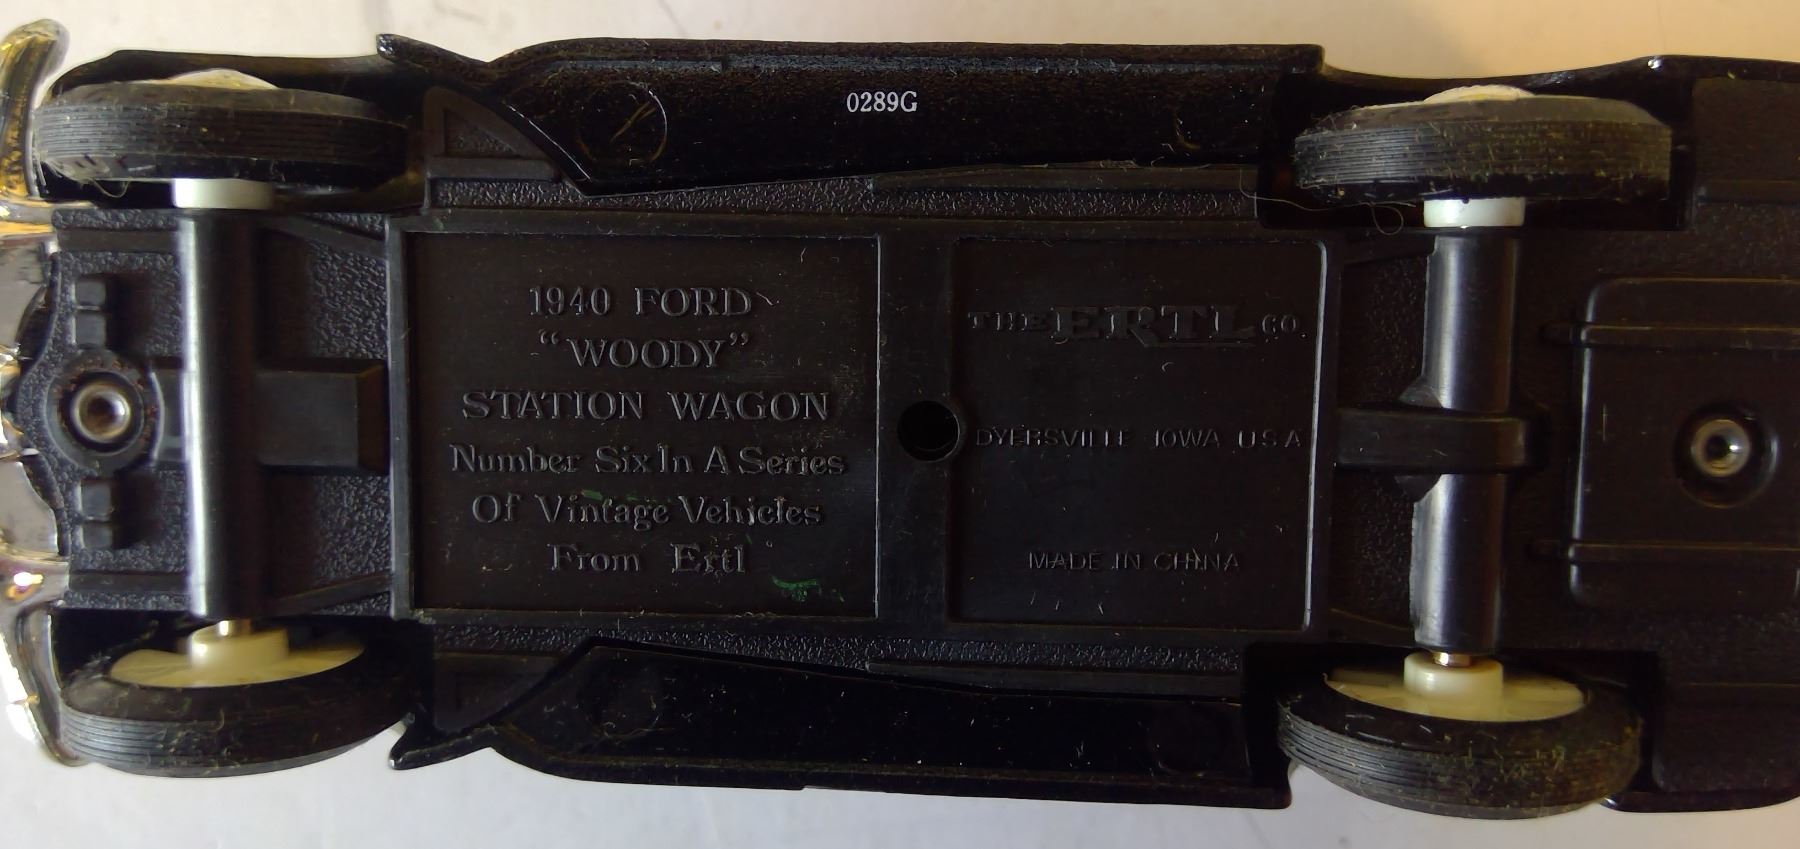 0289G
1940 FORD
“WOODY”
STATION WAGON
Number Six In A Series
Of Vintage Vehicles
From Ertl
THE ERTL CO.
DYERSVILLE IOWA U.S.A
MADE IN CHINA